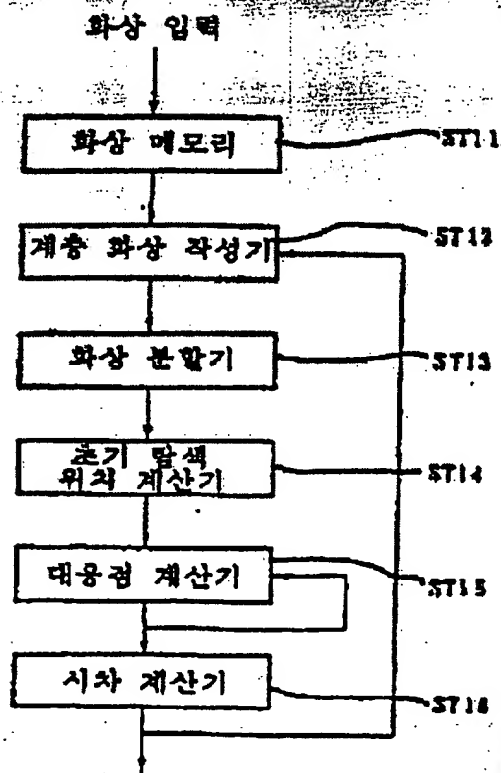 화상 입력
화상 메모리
ST11
계층 화상 작성기
ST12
화상 분할기
ST13
초기 탐색
위치 계산기
ST14
대응점 계산기
ST15
시차 계산기
ST16